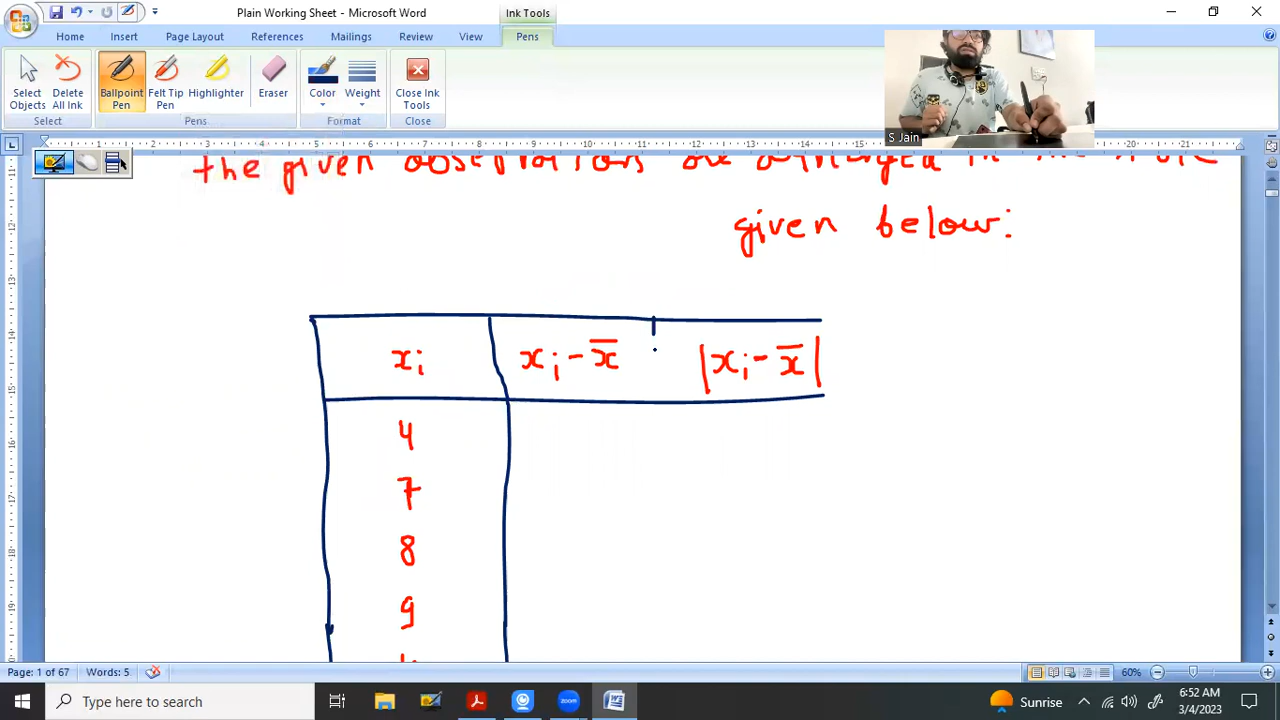 Plain Working Sheet - Microsoft Word
Ink Tools
Home Insert Page Layout References Mailings Review View Pens
Select Objects
Delete All Ink
Ballpoint Pen
Felt Tip Pen
Highlighter
Eraser
Color
Weight
Close Ink Tools
Select Pens Format Close
S Jain
the given observations are arranged in the
given below:
xᵢ xᵢ - x̄ |xᵢ - x̄|
4
7
8
9
Page: 1 of 67 Words: 5 60%
Type here to search
zoom
Sunrise
6:52 AM
3/4/2023